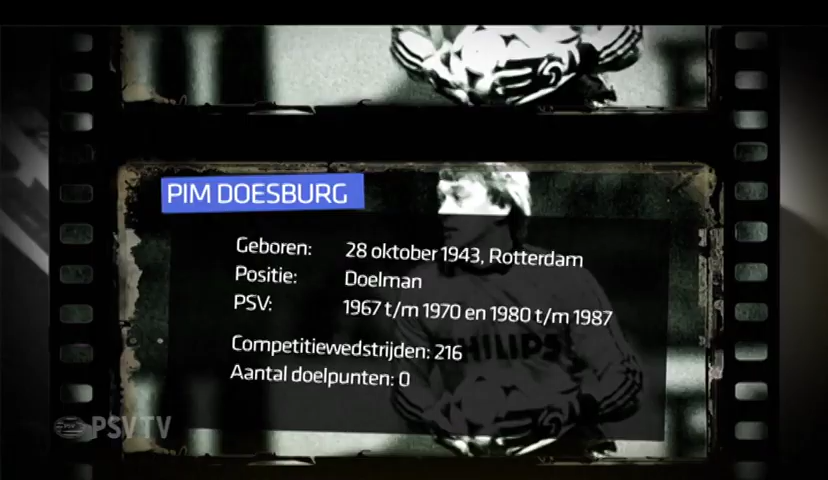 PIM DOESBURG
Geboren: 28 oktober 1943, Rotterdam
Positie: Doelman
PSV: 1967 t/m 1970 en 1980 t/m 1987
Competitiewedstrijden: 216
Aantal doelpunten: 0
PHILIPS
PSV TV